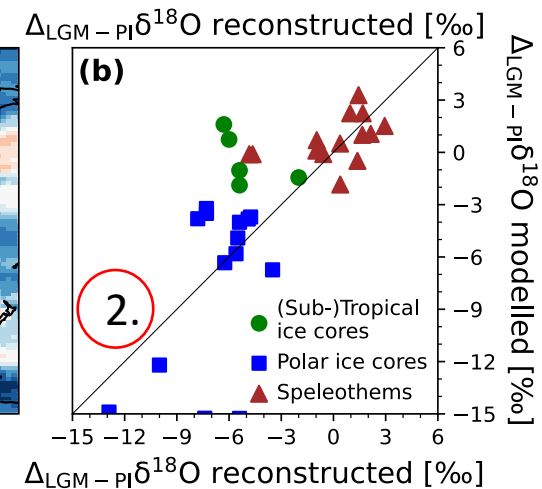 Δ_LGM−PI δ¹⁸O reconstructed [‰]
(b)
6
3
0
−3
−6
−9
−12
−15
Δ_LGM−PI δ¹⁸O modelled [‰]
2.
(Sub-)Tropical
ice cores
Polar ice cores
Speleothems
−15 −12 −9 −6 −3 0 3 6
Δ_LGM−PI δ¹⁸O reconstructed [‰]